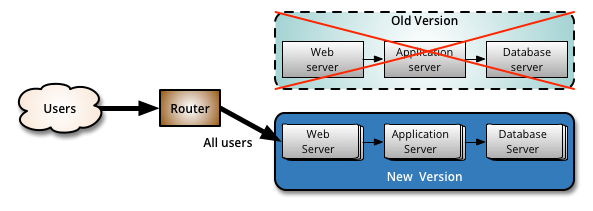 Old Version
Web
server
Application
server
Database
server
Users
Router
All users
Web
Server
Application
Server
Database
Server
New Version